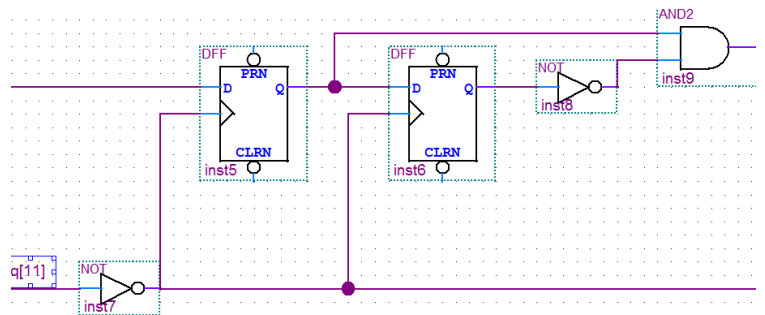 AND2
inst9
DFF
PRN
D
Q
CLRN
inst5
DFF
PRN
D
Q
CLRN
inst6
NOT
inst8
q[11]
NOT
inst7